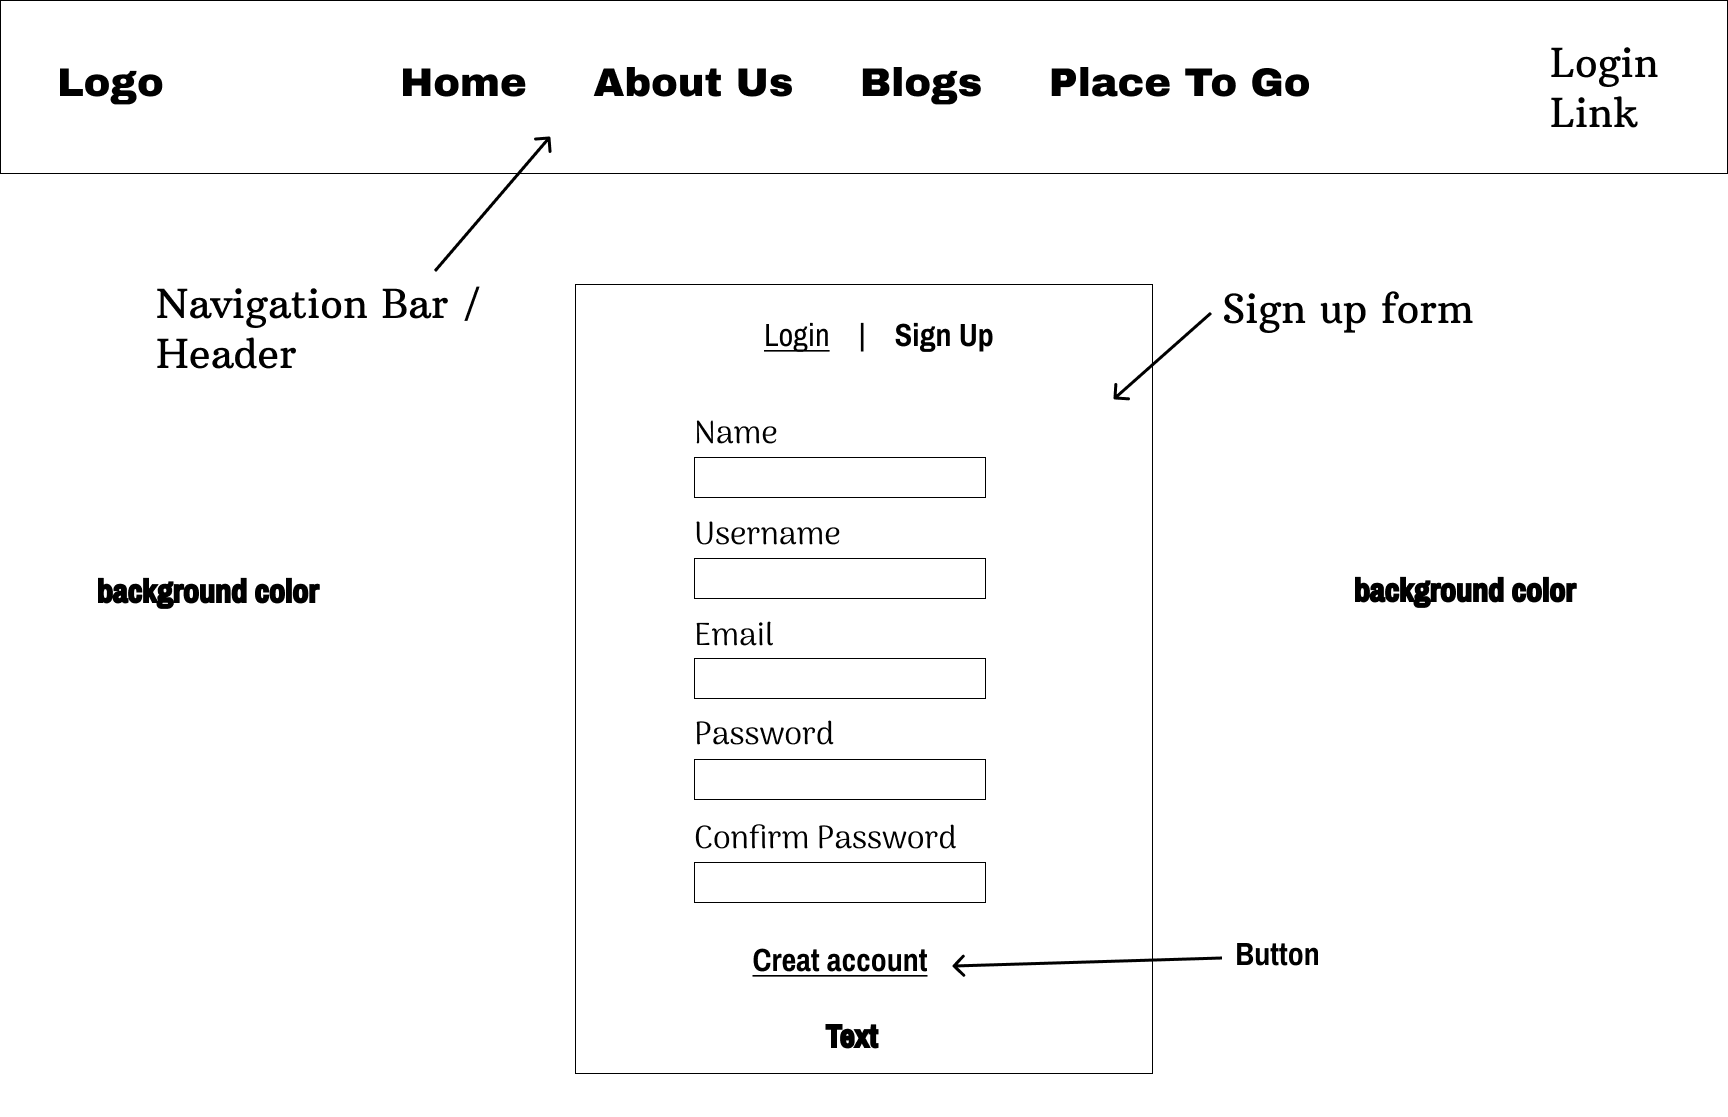 Logo
Home
About Us
Blogs
Place To Go
Login
Link
Navigation Bar /
Header
Sign up form
Login | Sign Up
Name
Username
background color
background color
Email
Password
Confirm Password
Creat account
Button
Text